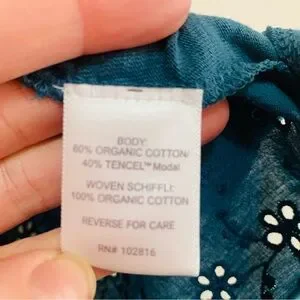 BODY:
60% ORGANIC COTTON/
40% TENCEL™ Modal
WOVEN SCHIFFLI:
100% ORGANIC COTTON
REVERSE FOR CARE
RN# 102816